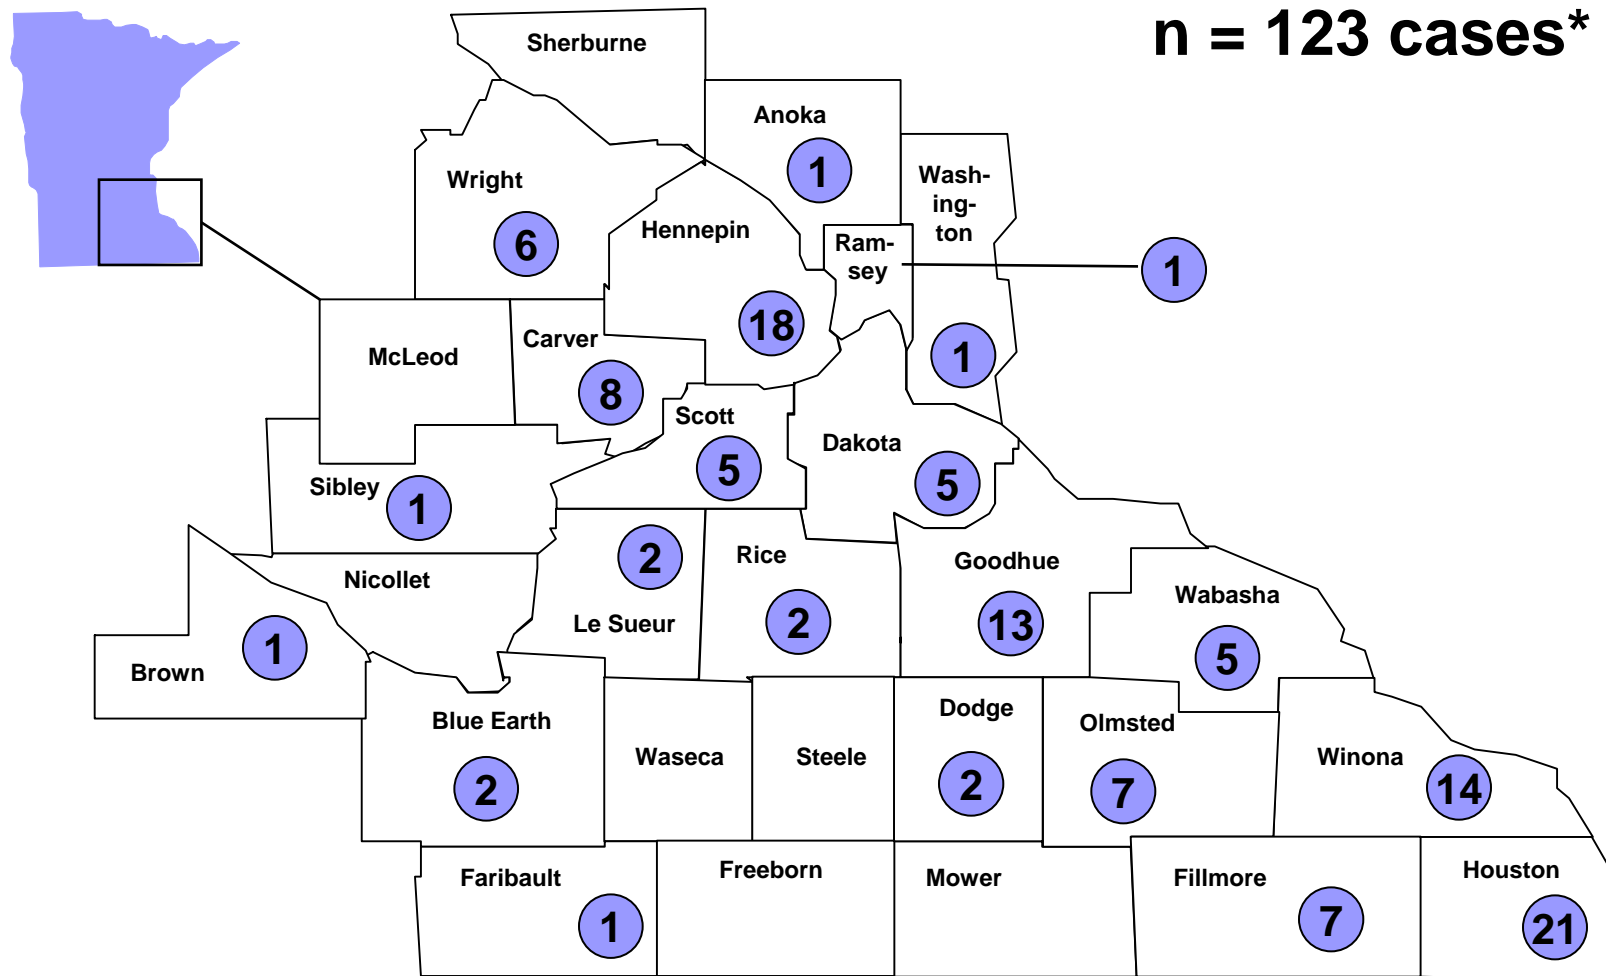 n = 123 cases*
Sherburne
Anoka
1
Wash-
ing-
ton
Wright
6
Hennepin
18
Ram-
sey
1
1
McLeod
Carver
8
Scott
5
Dakota
5
Sibley
1
Nicollet
2
Le Sueur
Rice
2
Goodhue
13
Wabasha
5
Brown
1
Blue Earth
2
Waseca
Steele
Dodge
2
Olmsted
7
Winona
14
Faribault
1
Freeborn
Mower
Fillmore
7
Houston
21